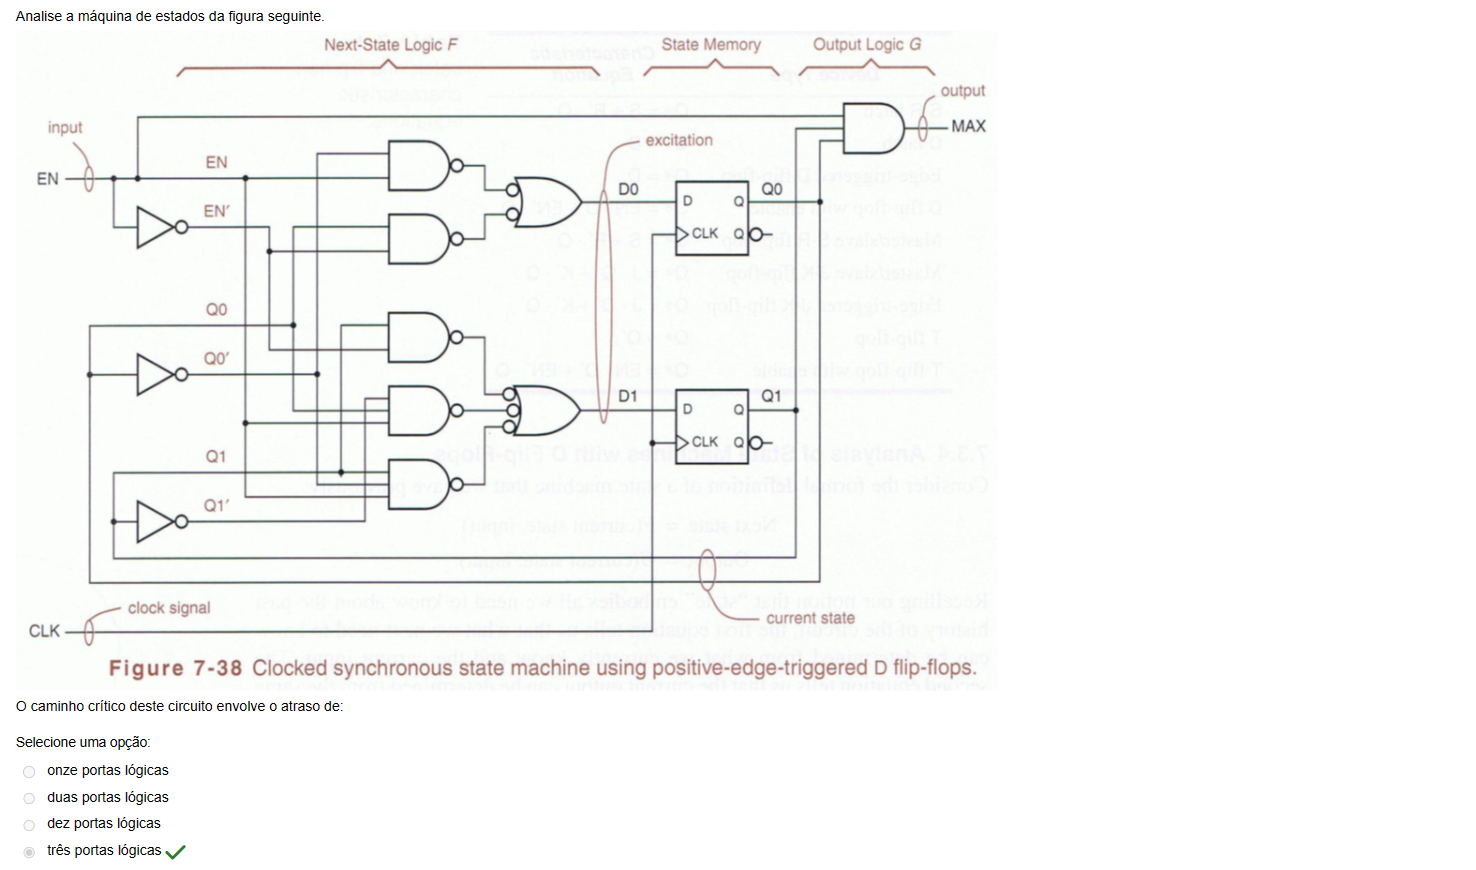 Analise a máquina de estados da figura seguinte.
Next-State Logic F
State Memory
Output Logic G
output
MAX
input
EN
EN
EN′
excitation
D0
Q0
D
Q
CLK
Q
Q0
Q0′
D1
Q1
D
Q
CLK
Q
Q1
Q1′
clock signal
CLK
current state
Figure 7-38 Clocked synchronous state machine using positive-edge-triggered D flip-flops.
O caminho crítico deste circuito envolve o atraso de:
Selecione uma opção:
onze portas lógicas
duas portas lógicas
dez portas lógicas
três portas lógicas